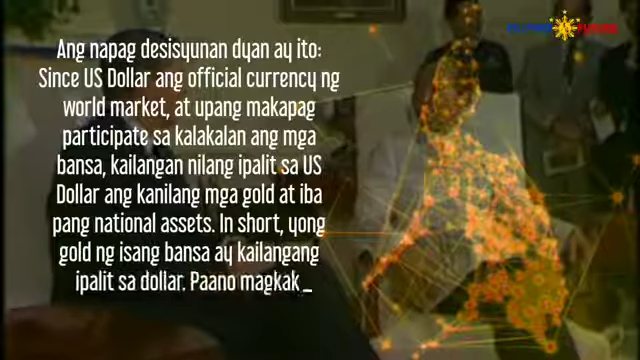 Ang napag desisyunan dyan ay ito:
Since US Dollar ang official currency ng
world market, at upang makapag
participate sa kalakalan ang mga
bansa, kailangan nilang ipalit sa US
Dollar ang kanilang mga gold at iba
pang national assets. In short, yong
gold ng isang bansa ay kailangang
ipalit sa dollar. Paano magkak_